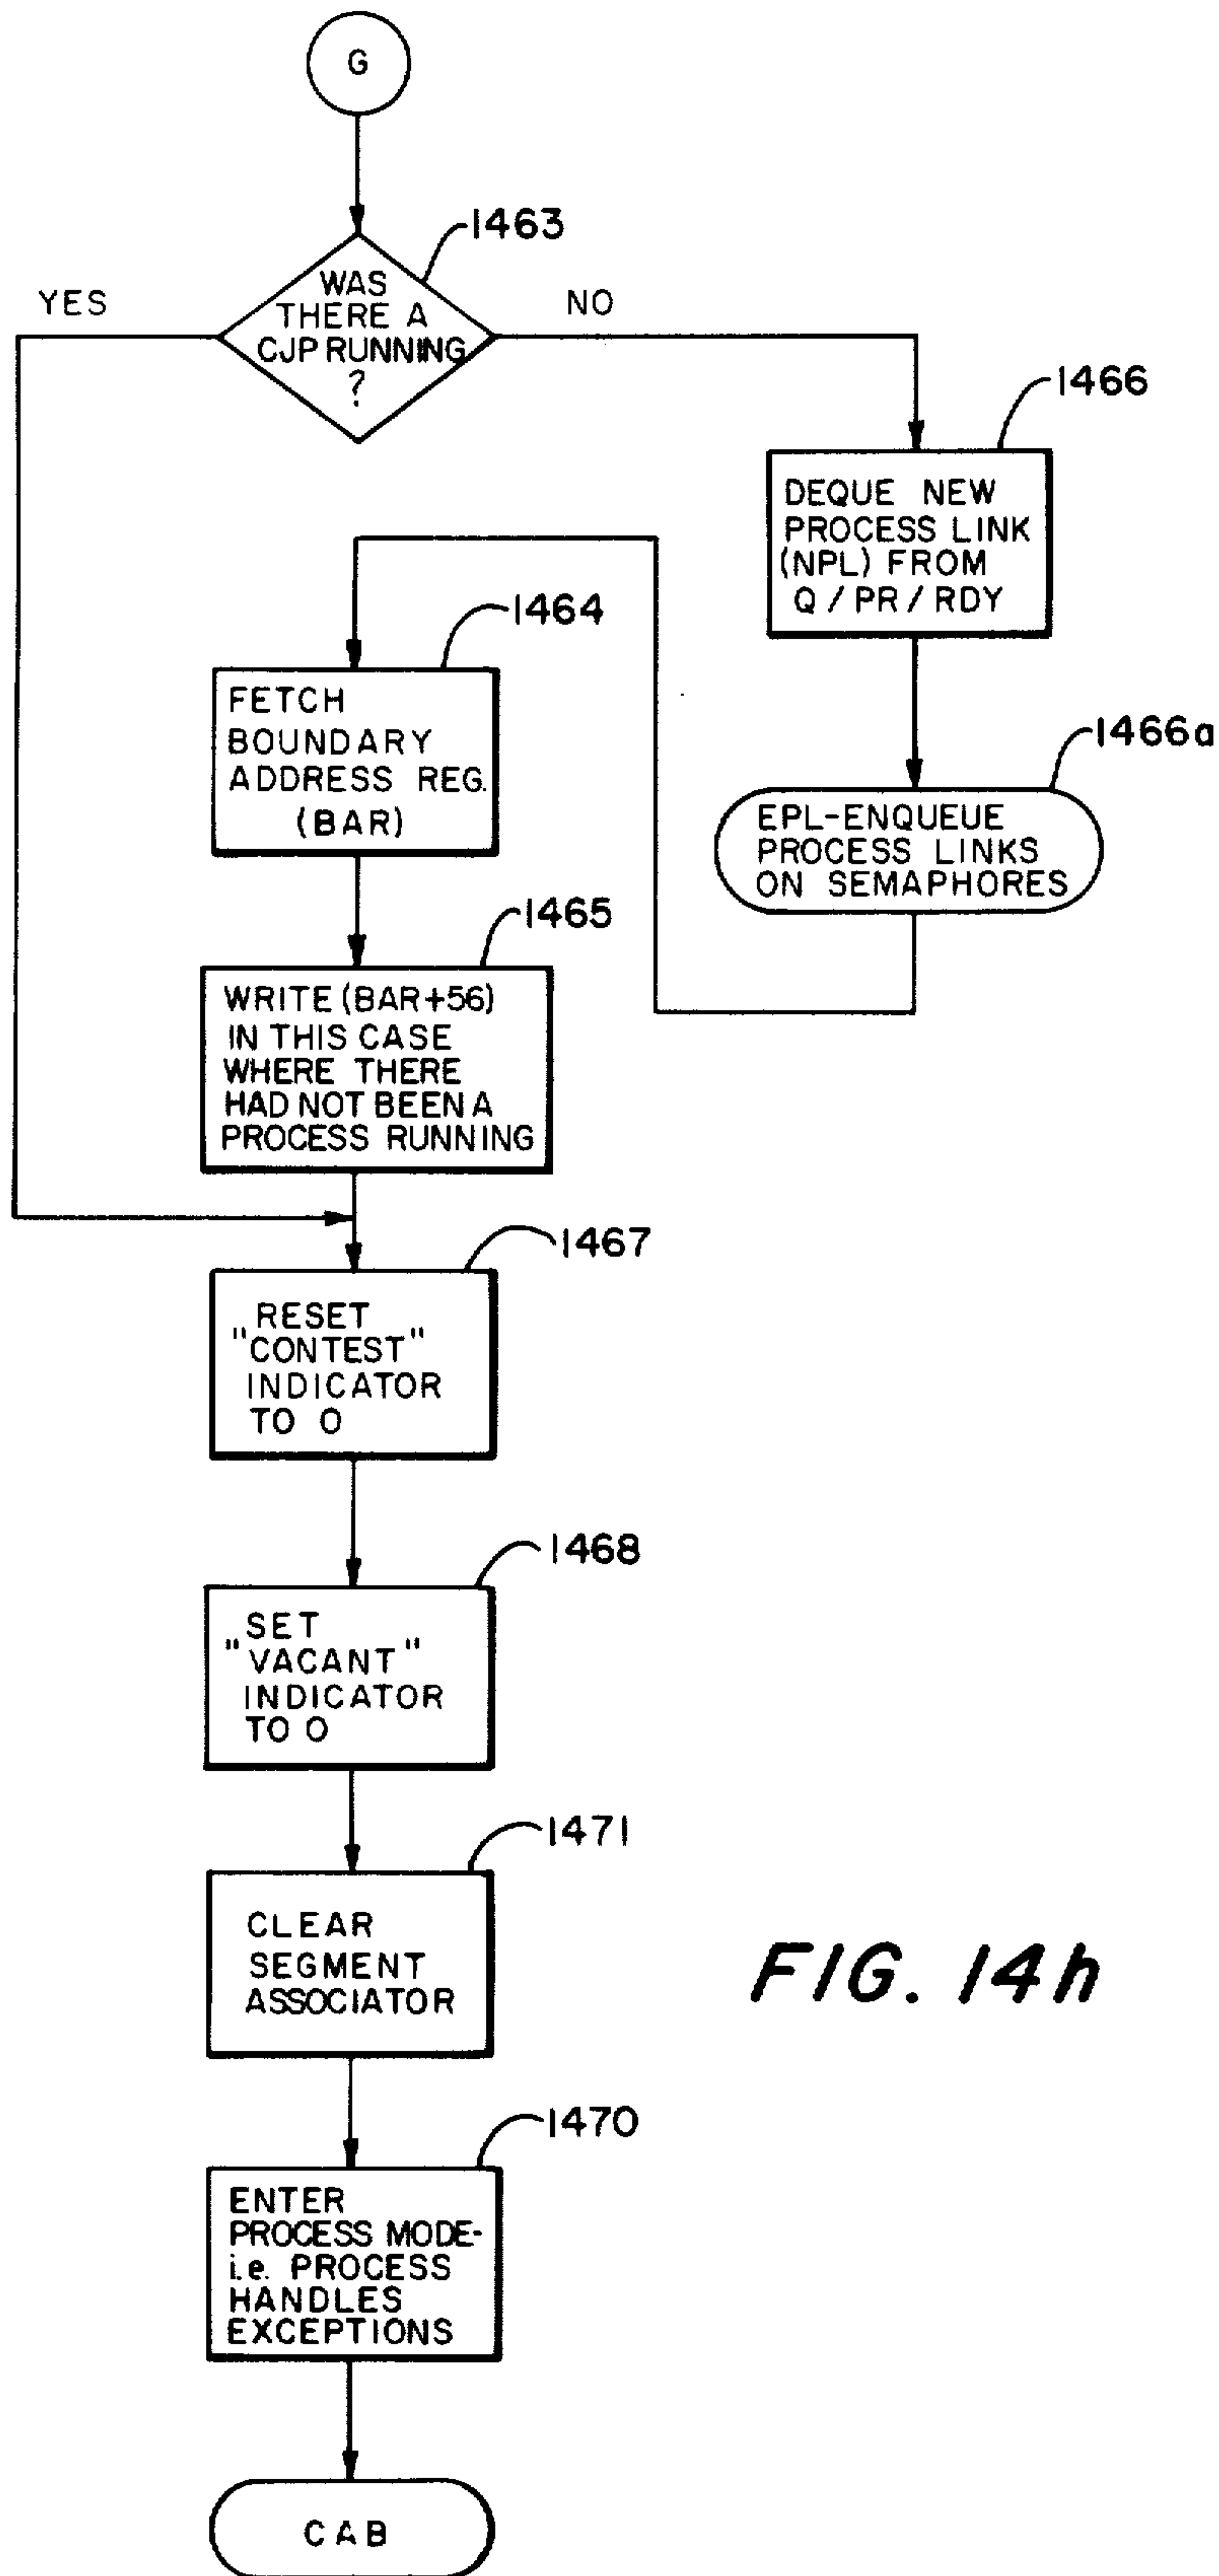 G
1463
WAS
THERE A
CJP RUNNING
?
YES
NO
1466
DEQUE NEW
PROCESS LINK
(NPL) FROM
Q / PR / RDY
1466a
EPL-ENQUEUE
PROCESS LINKS
ON SEMAPHORES
1464
FETCH
BOUNDARY
ADDRESS REG.
(BAR)
1465
WRITE (BAR+56)
IN THIS CASE
WHERE THERE
HAD NOT BEEN A
PROCESS RUNNING
1467
RESET
"CONTEST"
INDICATOR
TO 0
1468
SET
"VACANT"
INDICATOR
TO 0
1471
CLEAR
SEGMENT
ASSOCIATOR
1470
ENTER
PROCESS MODE-
i.e. PROCESS
HANDLES
EXCEPTIONS
CAB
FIG. 14h